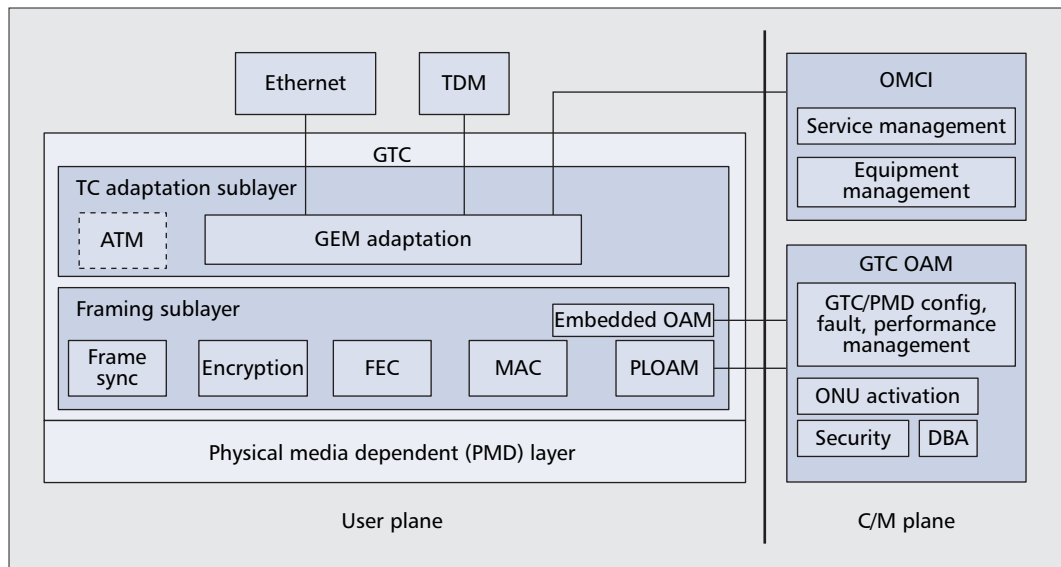 Ethernet
TDM
OMCI
Service management
Equipment
management
GTC
TC adaptation sublayer
ATM
GEM adaptation
Framing sublayer
Embedded OAM
Frame
sync
Encryption
FEC
MAC
PLOAM
Physical media dependent (PMD) layer
GTC OAM
GTC/PMD config,
fault, performance
management
ONU activation
Security
DBA
User plane
C/M plane